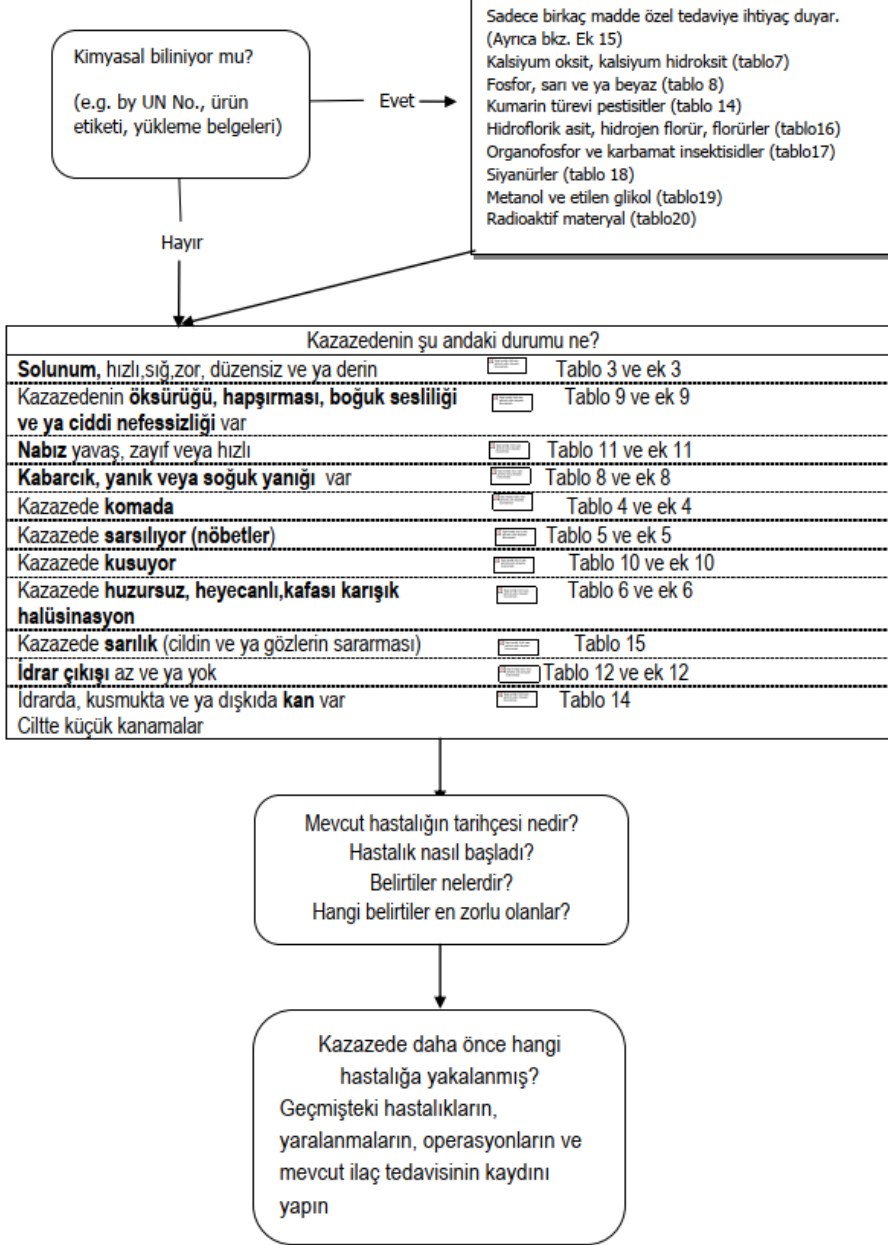 Kimyasal biliniyor mu?
(e.g. by UN No., ürün
etiketi, yükleme belgeleri)
Evet
Sadece birkaç madde özel tedaviye ihtiyaç duyar.
(Ayrıca bkz. Ek 15)
Kalsiyum oksit, kalsiyum hidroksit (tablo7)
Fosfor, sarı ve ya beyaz (tablo 8)
Kumarin türevi pestisitler (tablo 14)
Hidroflorik asit, hidrojen florür, florürler (tablo16)
Organofosfor ve karbamat insektisidler (tablo17)
Siyanürler (tablo 18)
Metanol ve etilen glikol (tablo19)
Radioaktif materyal (tablo20)
Hayır
Kazazedenin şu andaki durumu ne?
Solunum, hızlı,sığ,zor, düzensiz ve ya derin Tablo 3 ve ek 3
Kazazedenin öksürüğü, hapşırması, boğuk sesliliği Tablo 9 ve ek 9
ve ya ciddi nefessizliği var
Nabız yavaş, zayıf veya hızlı Tablo 11 ve ek 11
Kabarcık, yanık veya soğuk yanığı var Tablo 8 ve ek 8
Kazazede komada Tablo 4 ve ek 4
Kazazede sarsılıyor (nöbetler) Tablo 5 ve ek 5
Kazazede kusuyor Tablo 10 ve ek 10
Kazazede huzursuz, heyecanlı,kafası karışık Tablo 6 ve ek 6
halüsinasyon
Kazazede sarılık (cildin ve ya gözlerin sararması) Tablo 15
İdrar çıkışı az ve ya yok Tablo 12 ve ek 12
İdrarda, kusmukta ve ya dışkıda kan var Tablo 14
Ciltte küçük kanamalar
Mevcut hastalığın tarihçesi nedir?
Hastalık nasıl başladı?
Belirtiler nelerdir?
Hangi belirtiler en zorlu olanlar?
Kazazede daha önce hangi
hastalığa yakalanmış?
Geçmişteki hastalıkların,
yaralanmaların, operasyonların ve
mevcut ilaç tedavisinin kaydını
yapın